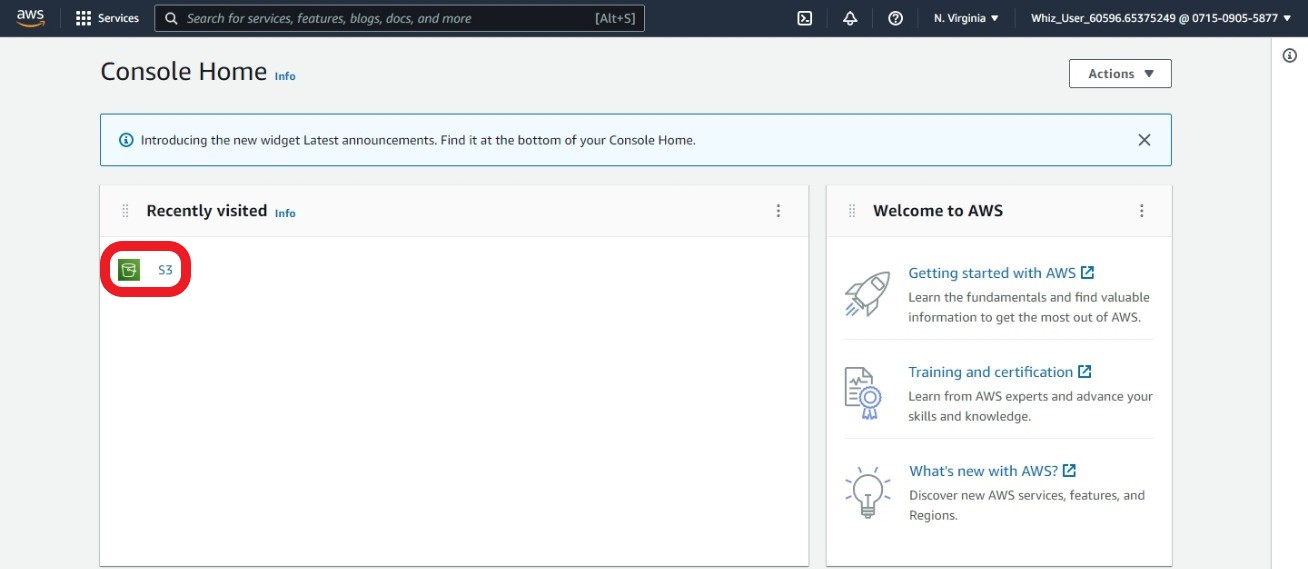 aws
Services
Search for services, features, blogs, docs, and more
[Alt+S]
N. Virginia
Whiz_User_60596.65375249 @ 0715-0905-5877
Console Home Info
Actions
Introducing the new widget Latest announcements. Find it at the bottom of your Console Home.
Recently visited Info
S3
Welcome to AWS
Getting started with AWS
Learn the fundamentals and find valuable
information to get the most out of AWS.
Training and certification
Learn from AWS experts and advance your
skills and knowledge.
What's new with AWS?
Discover new AWS services, features, and
Regions.